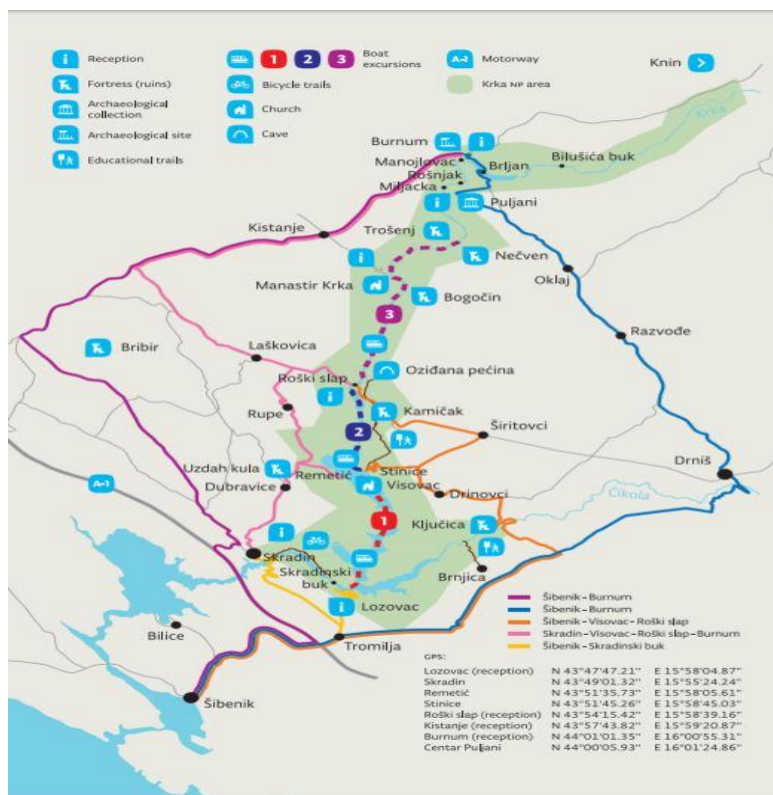 Reception
Fortress (ruins)
Archaeological
collection
Archaeological site
Educational trails
1 2 3 Boat
excursions
Bicycle trails
Church
Cave
A-1 Motorway
Krka NP area
Knin
Krka
Burnum
Manojlovac
Brljan
Bilušića buk
Rošnjak
Miljacka
Puljani
Trošenj
Kistanje
Nečven
Oklaj
Manastir Krka
Bogočin
3
Razvođe
Bribir
Laškovica
Oziđana pećina
Roški slap
Rupe
Kamičak
Širitovci
2
Uzdah kula
Remetić
Stinice
Visovac
Drniš
Dubravice
Drinovci
Čikola
A-1
1
Ključica
Skradin
Skradinski
buk
Brnjica
Lozovac
Bilice
Tromilja
Šibenik
Šibenik–Burnum
Šibenik–Burnum
Šibenik–Visovac–Roški slap
Skradin–Visovac–Roški slap–Burnum
Šibenik–Skradinski buk
GPS:
Lozovac (reception) N 43°47'47.21'' E 15°58'04.87''
Skradin N 43°49'01.32'' E 15°55'24.24''
Remetić N 43°51'35.73'' E 15°58'05.61''
Stinice N 43°51'45.26'' E 15°58'45.03''
Roški slap (reception) N 43°54'15.42'' E 15°58'39.16''
Kistanje (reception) N 43°57'43.82'' E 15°59'20.87''
Burnum (reception) N 44°01'01.35'' E 16°00'55.31''
Centar Puljani N 44°00'05.93'' E 16°01'24.86''